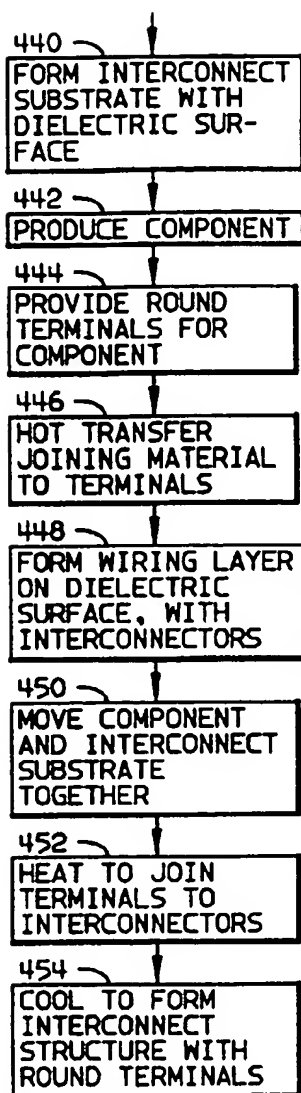 440
FORM INTERCONNECT
SUBSTRATE WITH
DIELECTRIC SUR-
FACE
442
PRODUCE COMPONENT
444
PROVIDE ROUND
TERMINALS FOR
COMPONENT
446
HOT TRANSFER
JOINING MATERIAL
TO TERMINALS
448
FORM WIRING LAYER
ON DIELECTRIC
SURFACE, WITH
INTERCONNECTORS
450
MOVE COMPONENT
AND INTERCONNECT
SUBSTRATE
TOGETHER
452
HEAT TO JOIN
TERMINALS TO
INTERCONNECTORS
454
COOL TO FORM
INTERCONNECT
STRUCTURE WITH
ROUND TERMINALS